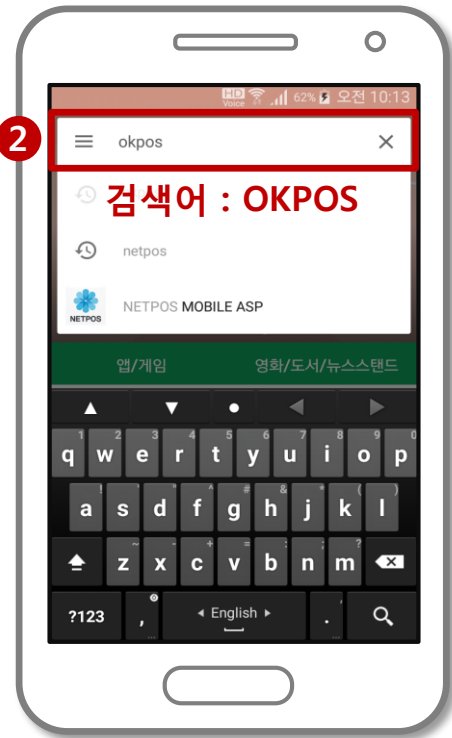 HD Voice 62% 오전 10:13
2
okpos
검색어 : OKPOS
netpos
NETPOS NETPOS MOBILE ASP
앱/게임 영화/도서/뉴스스탠드
1 2 3 4 5 6 7 8 9 0
q w e r t y u i o p
a s d f g h j k l
z x c v b n m
?123 , English .